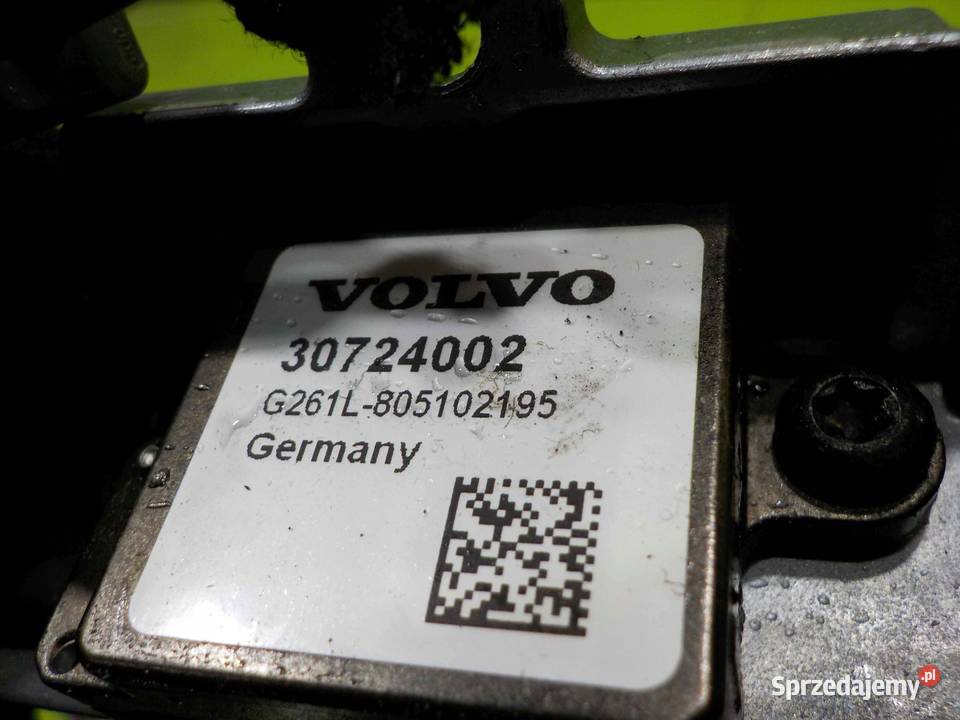 VOLVO
30724002
G261L-805102195
Germany
Sprzedajemy.pl